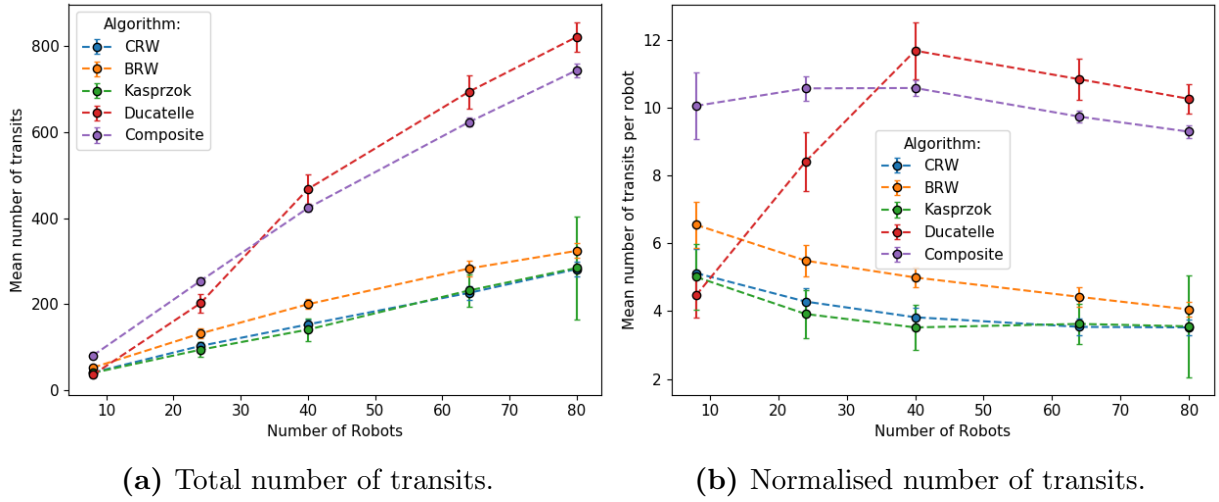 Algorithm:
CRW
BRW
Kasprzok
Ducatelle
Composite
Mean number of transits
800
600
400
200
0
10 20 30 40 50 60 70 80
Number of Robots
(a) Total number of transits.
Algorithm:
CRW
BRW
Kasprzok
Ducatelle
Composite
Mean number of transits per robot
12
10
8
6
4
2
10 20 30 40 50 60 70 80
Number of Robots
(b) Normalised number of transits.